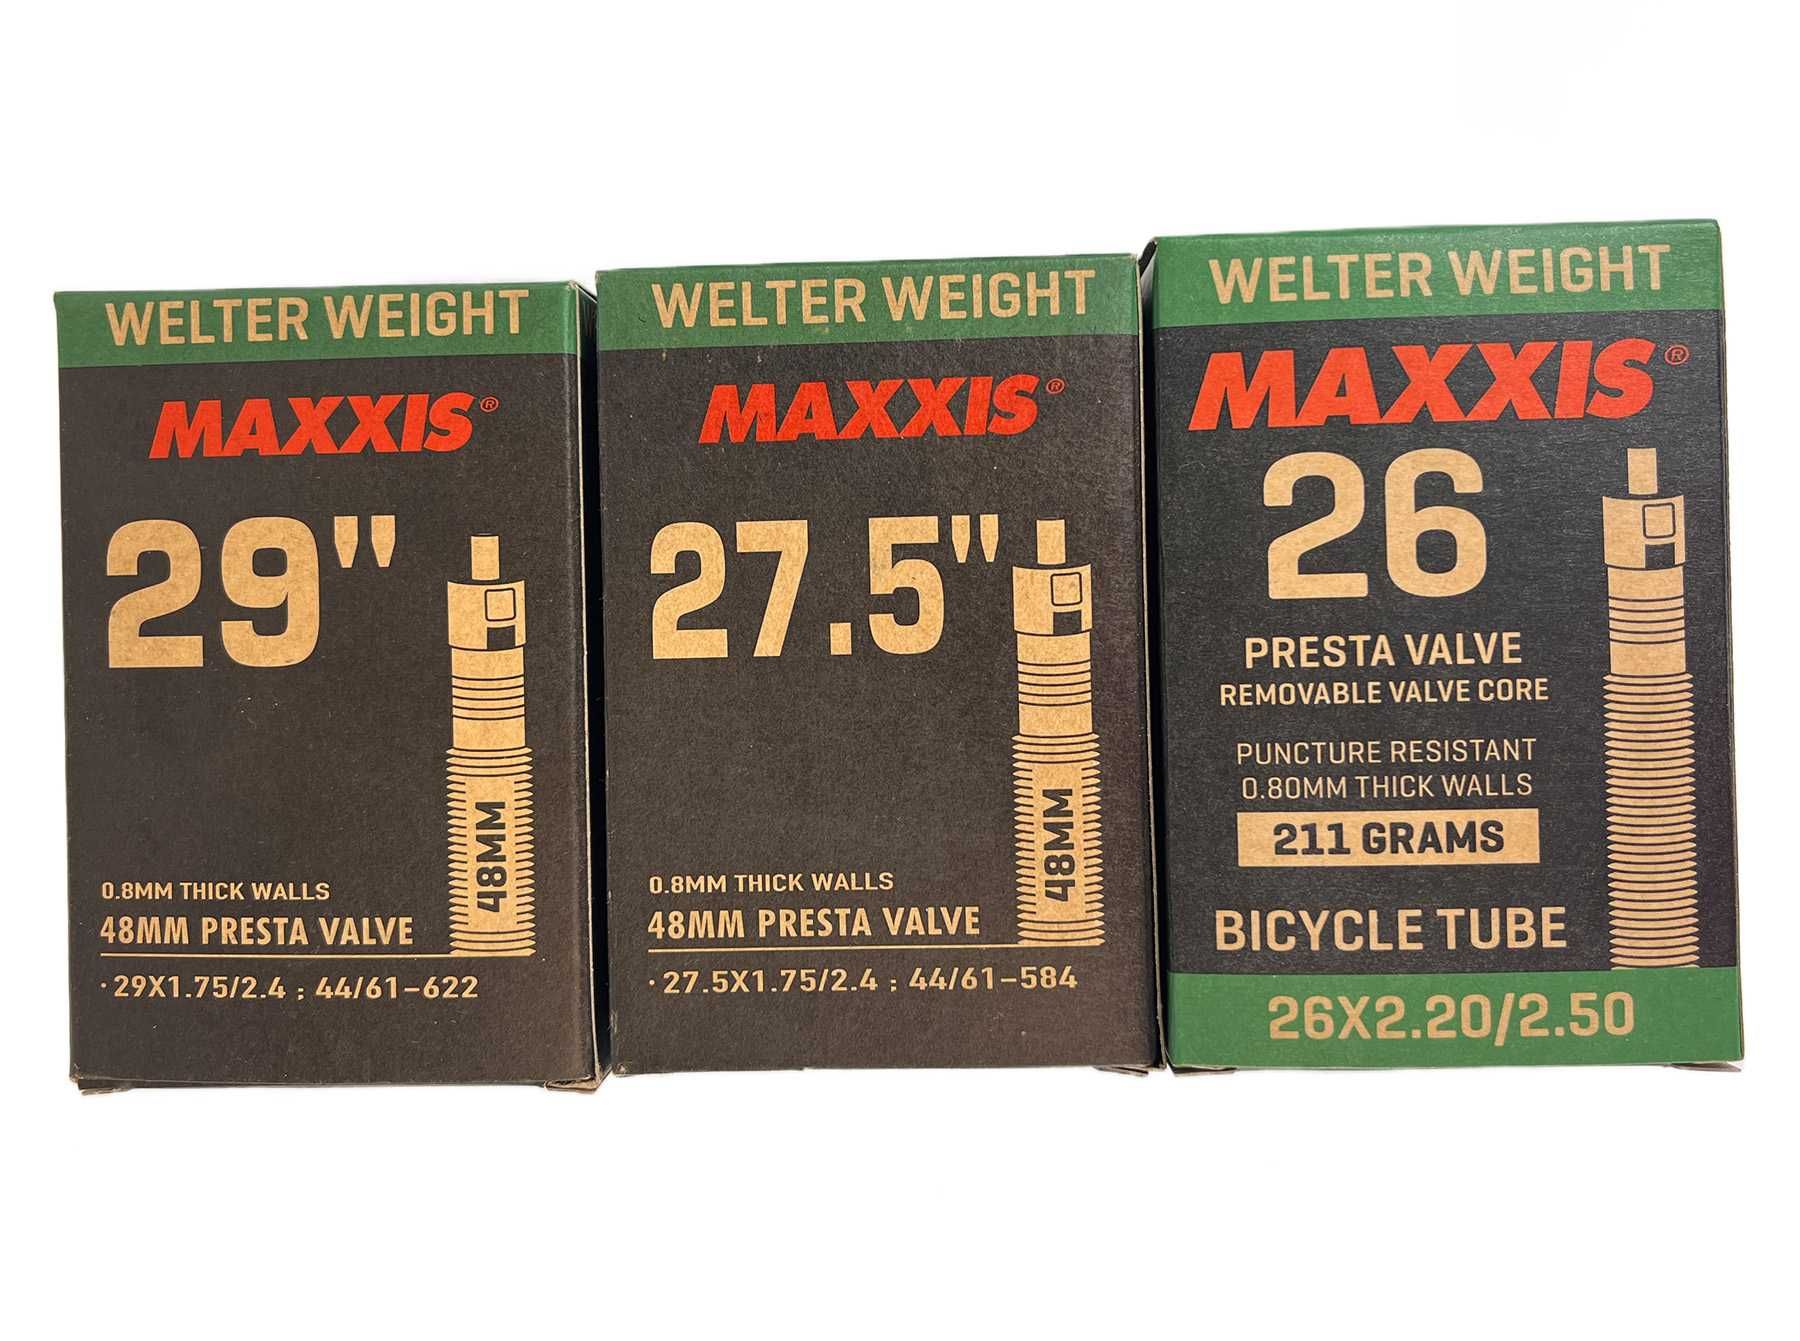 WELTER WEIGHT
MAXXIS®
29"
48MM
0.8MM THICK WALLS
48MM PRESTA VALVE
·29X1.75/2.4 ; 44/61-622
WELTER WEIGHT
MAXXIS®
27.5"
48MM
0.8MM THICK WALLS
48MM PRESTA VALVE
·27.5X1.75/2.4 ; 44/61-584
WELTER WEIGHT
MAXXIS®
26
PRESTA VALVE
REMOVABLE VALVE CORE
PUNCTURE RESISTANT
0.80MM THICK WALLS
211 GRAMS
BICYCLE TUBE
26X2.20/2.50